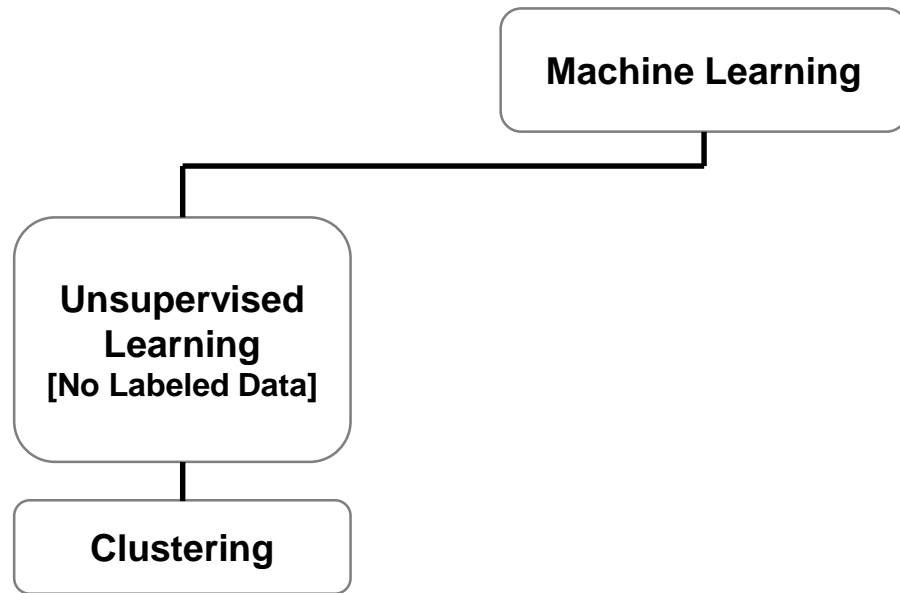 Machine Learning
Unsupervised
Learning
[No Labeled Data]
Clustering